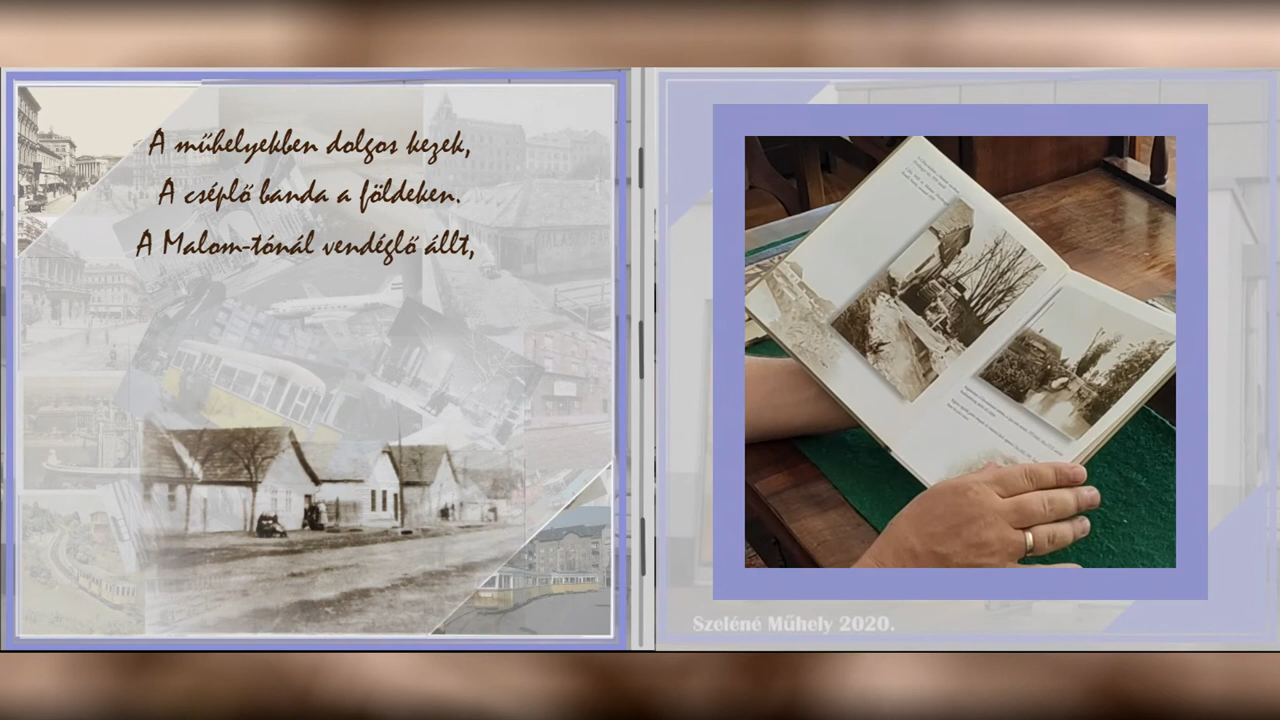 A műhelyekben dolgos kezek,
A cséplő banda a földeken.
A Malom-tónál vendéglő állt,
Szeléné Műhely 2020.